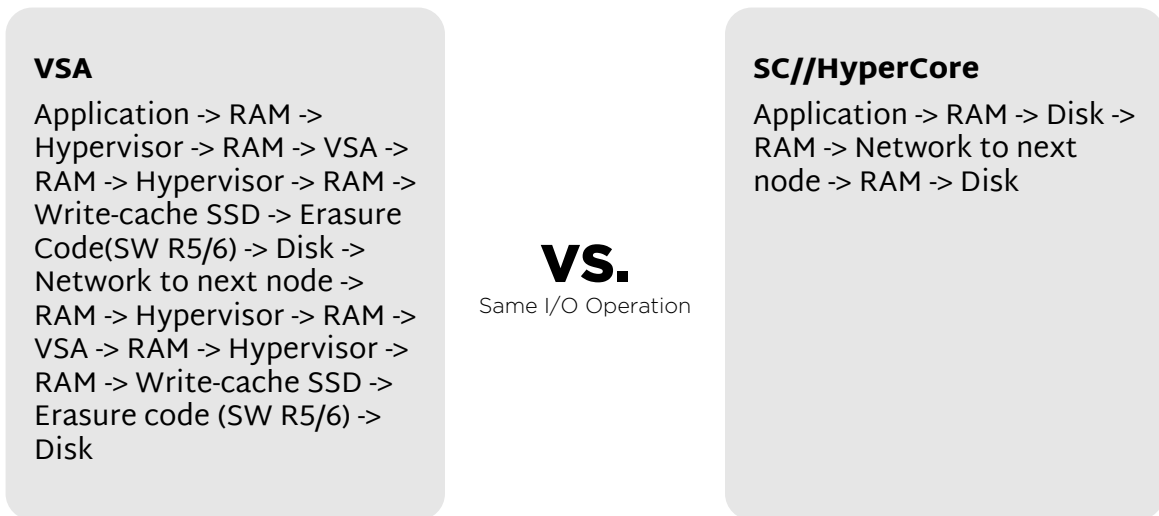 VSA
Application -> RAM ->
Hypervisor -> RAM -> VSA ->
RAM -> Hypervisor -> RAM ->
Write-cache SSD -> Erasure
Code(SW R5/6) -> Disk ->
Network to next node ->
RAM -> Hypervisor -> RAM ->
VSA -> RAM -> Hypervisor ->
RAM -> Write-cache SSD ->
Erasure code (SW R5/6) ->
Disk
vs.
Same I/O Operation
SC//HyperCore
Application -> RAM -> Disk ->
RAM -> Network to next
node -> RAM -> Disk